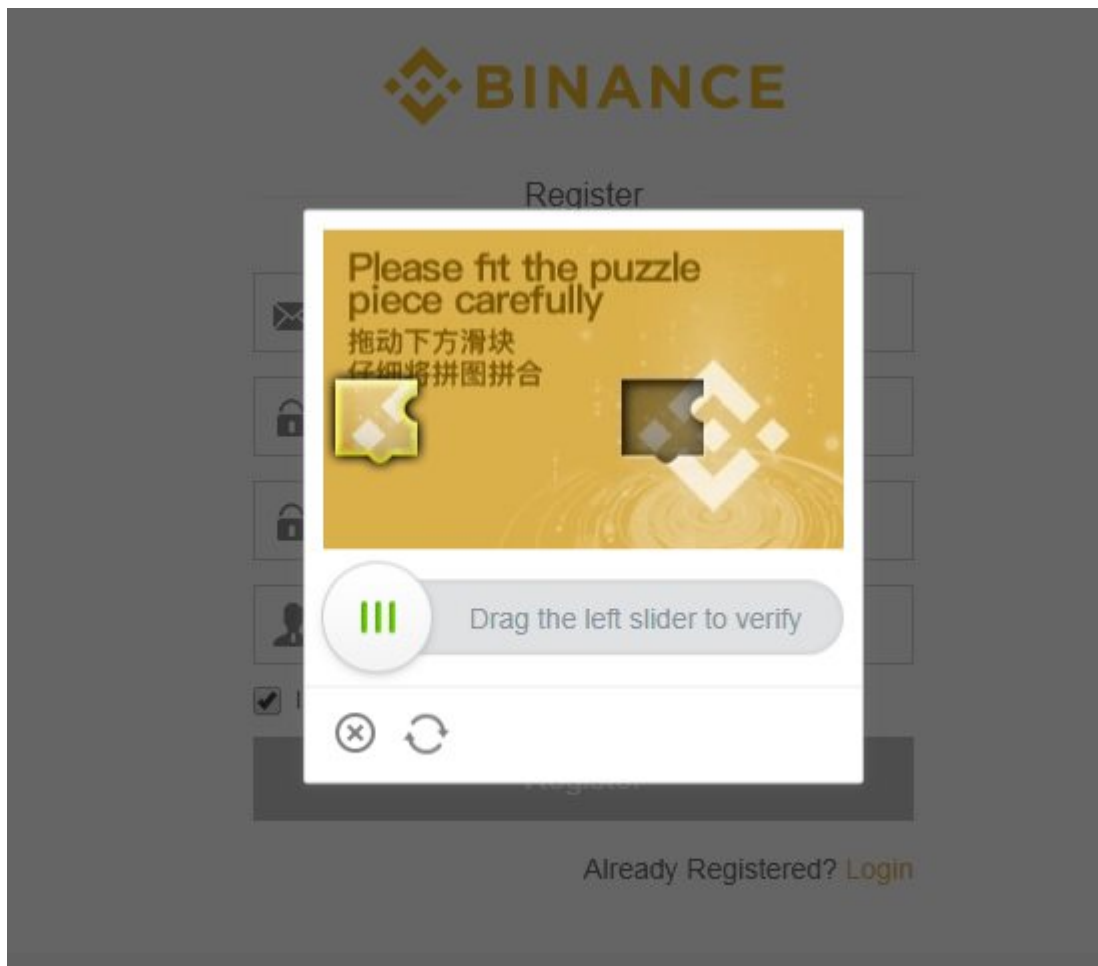 BINANCE
Register
Please fit the puzzle
piece carefully
拖动下方滑块
仔细将拼图拼合
Drag the left slider to verify
Register
Already Registered? Login